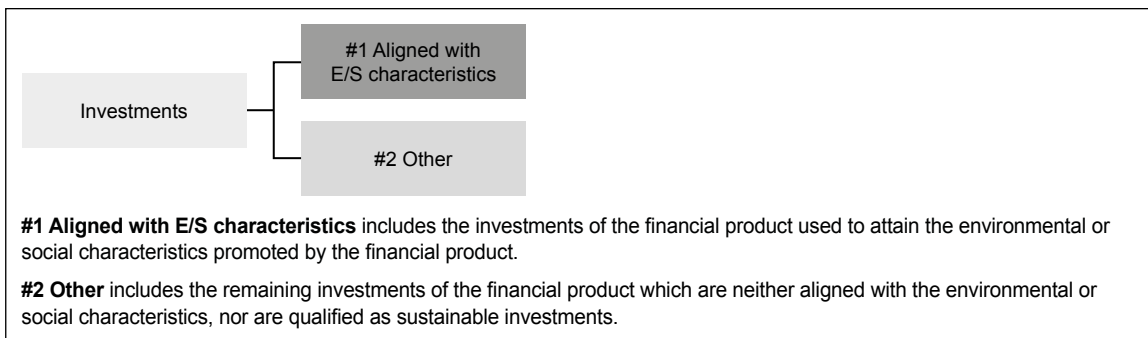 #1 Aligned with
E/S characteristics
Investments
#2 Other
#1 Aligned with E/S characteristics includes the investments of the financial product used to attain the environmental or
social characteristics promoted by the financial product.
#2 Other includes the remaining investments of the financial product which are neither aligned with the environmental or
social characteristics, nor are qualified as sustainable investments.